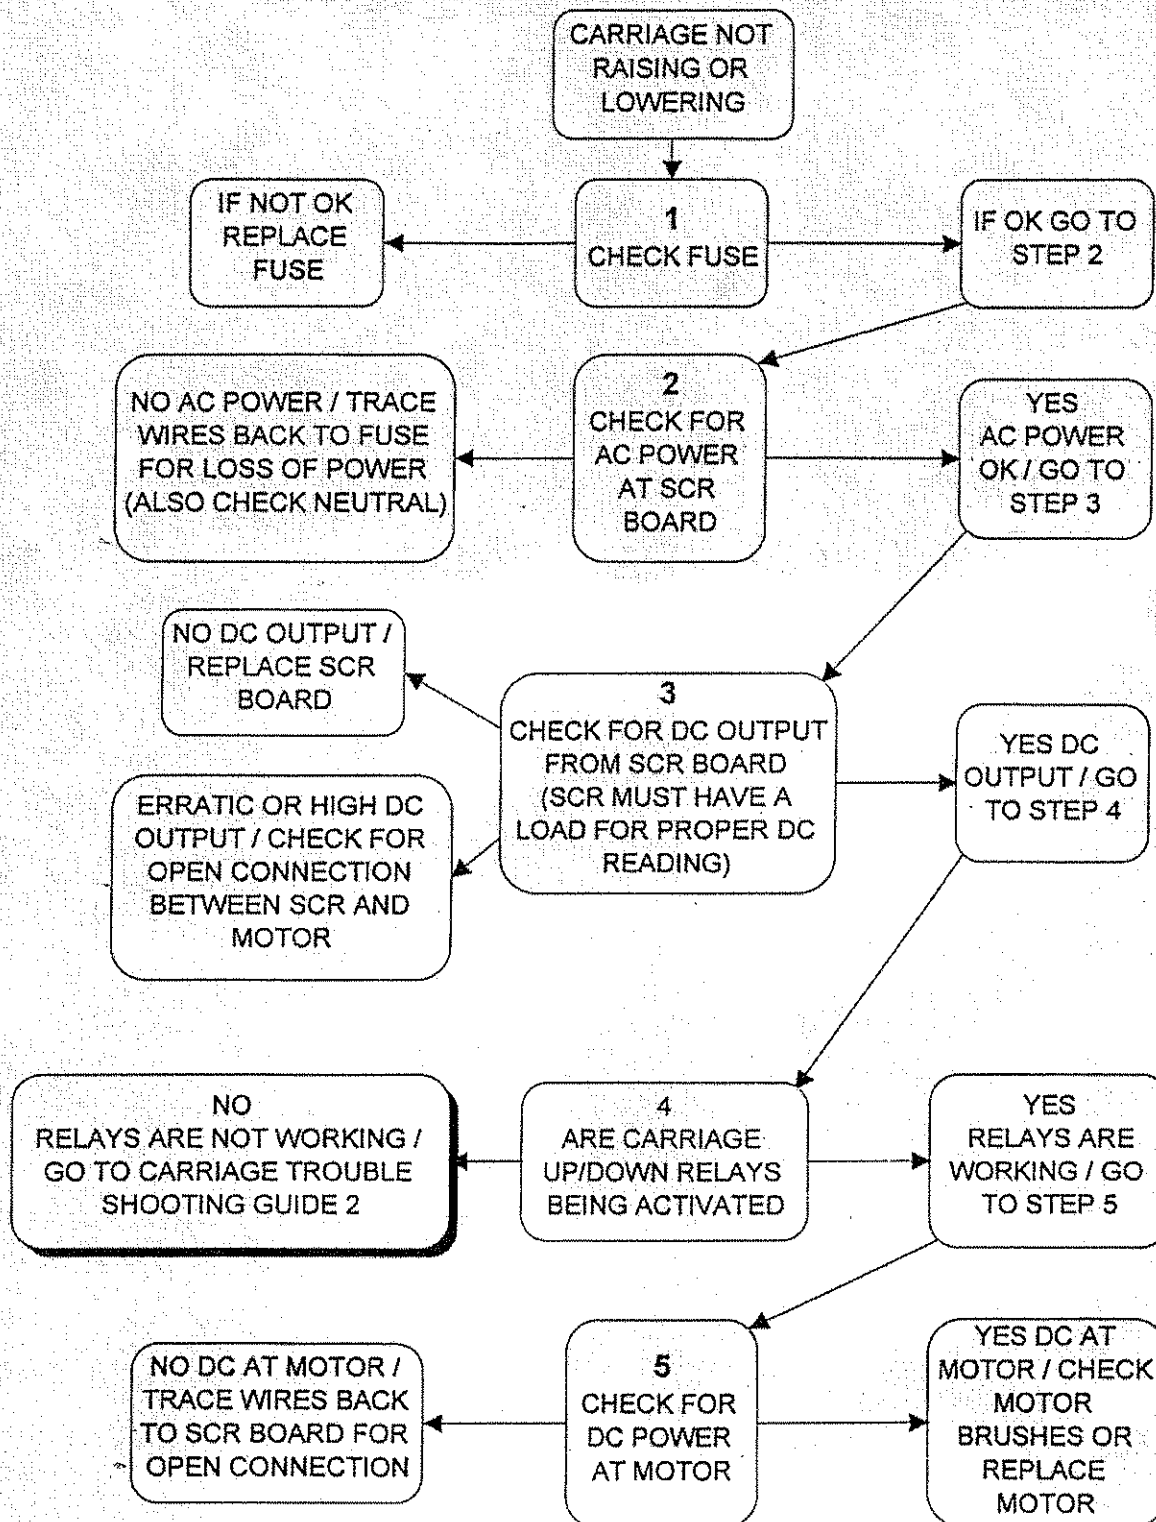 CARRIAGE NOT
RAISING OR
LOWERING
IF NOT OK
REPLACE
FUSE
1
CHECK FUSE
IF OK GO TO
STEP 2
NO AC POWER / TRACE
WIRES BACK TO FUSE
FOR LOSS OF POWER
(ALSO CHECK NEUTRAL)
2
CHECK FOR
AC POWER
AT SCR
BOARD
YES
AC POWER
OK / GO TO
STEP 3
NO DC OUTPUT /
REPLACE SCR
BOARD
ERRATIC OR HIGH DC
OUTPUT / CHECK FOR
OPEN CONNECTION
BETWEEN SCR AND
MOTOR
3
CHECK FOR DC OUTPUT
FROM SCR BOARD
(SCR MUST HAVE A
LOAD FOR PROPER DC
READING)
YES DC
OUTPUT / GO
TO STEP 4
NO
RELAYS ARE NOT WORKING /
GO TO CARRIAGE TROUBLE
SHOOTING GUIDE 2
4
ARE CARRIAGE
UP/DOWN RELAYS
BEING ACTIVATED
YES
RELAYS ARE
WORKING / GO
TO STEP 5
NO DC AT MOTOR /
TRACE WIRES BACK
TO SCR BOARD FOR
OPEN CONNECTION
5
CHECK FOR
DC POWER
AT MOTOR
YES DC AT
MOTOR / CHECK
MOTOR
BRUSHES OR
REPLACE
MOTOR